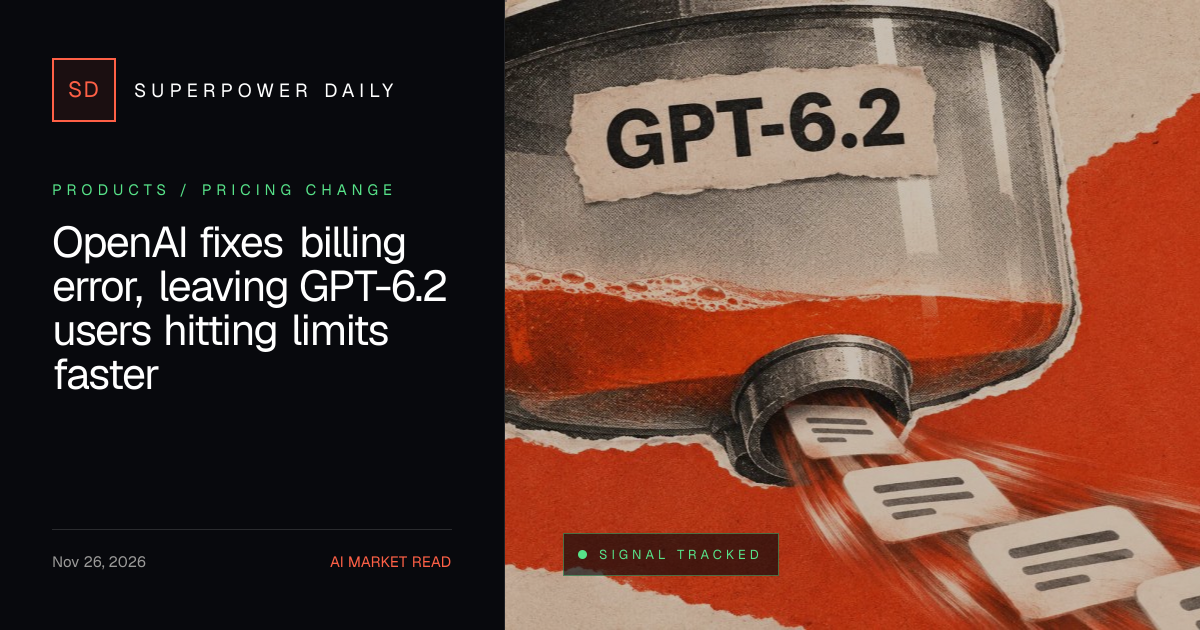 SD
SUPERPOWER DAILY
PRODUCTS / PRICING CHANGE
OpenAI fixes billing
error, leaving GPT-6.2
users hitting limits
faster
Nov 26, 2026
AI MARKET READ
GPT-6.2
SIGNAL TRACKED